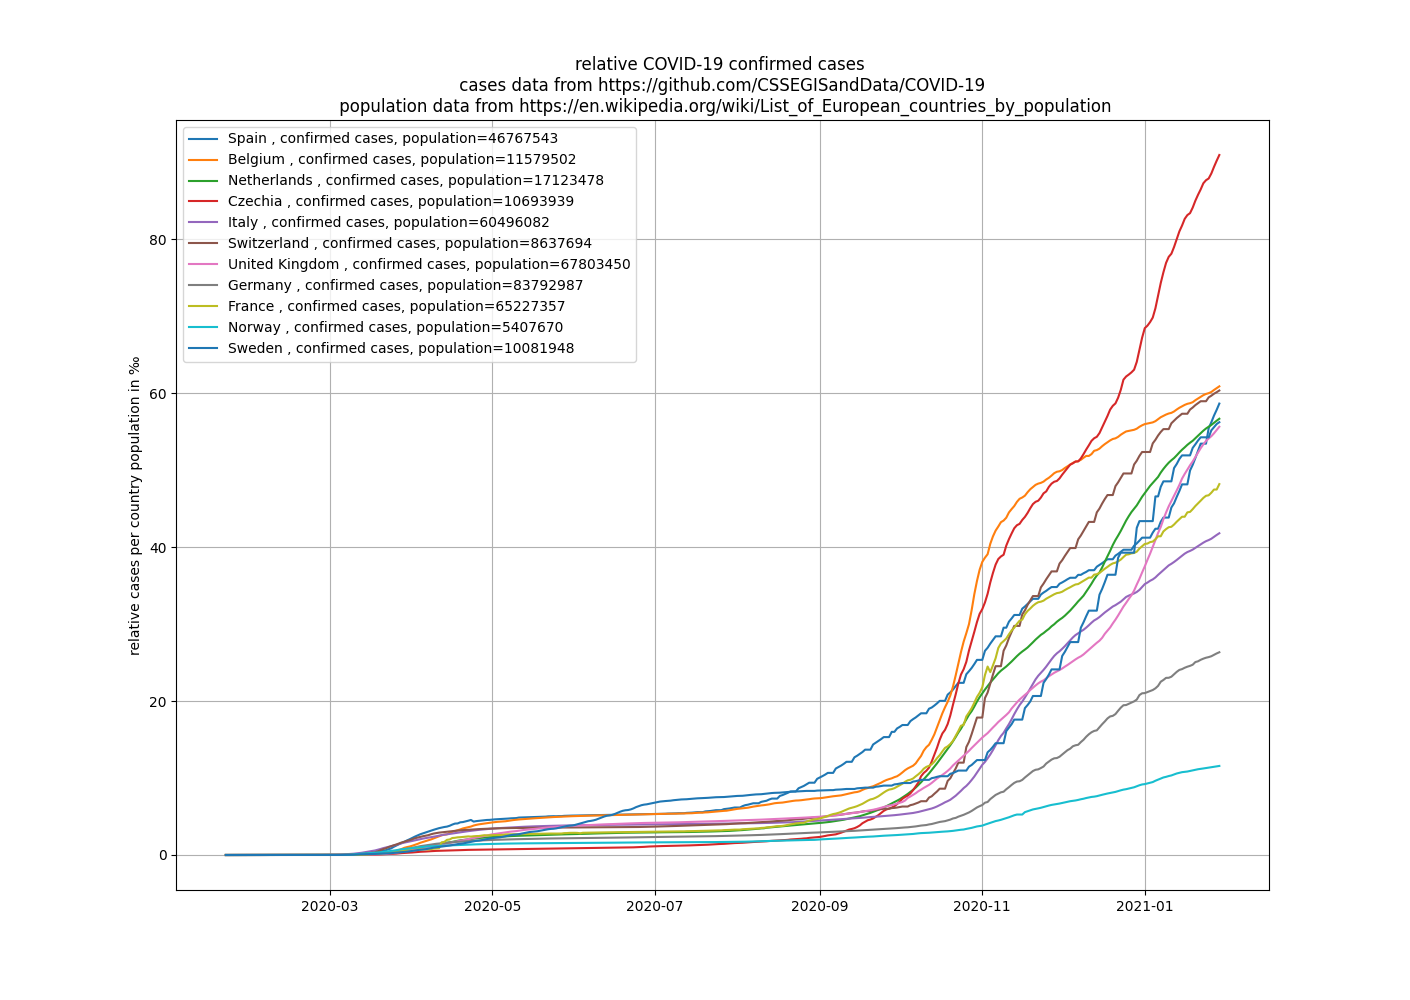 relative COVID-19 confirmed cases
cases data from https://github.com/CSSEGISandData/COVID-19
population data from https://en.wikipedia.org/wiki/List_of_European_countries_by_population
Spain , confirmed cases, population=46767543
Belgium , confirmed cases, population=11579502
Netherlands , confirmed cases, population=17123478
Czechia , confirmed cases, population=10693939
Italy , confirmed cases, population=60496082
Switzerland , confirmed cases, population=8637694
United Kingdom , confirmed cases, population=67803450
Germany , confirmed cases, population=83792987
France , confirmed cases, population=65227357
Norway , confirmed cases, population=5407670
Sweden , confirmed cases, population=10081948
relative cases per country population in ‰
80
60
40
20
0
2020-03 2020-05 2020-07 2020-09 2020-11 2021-01